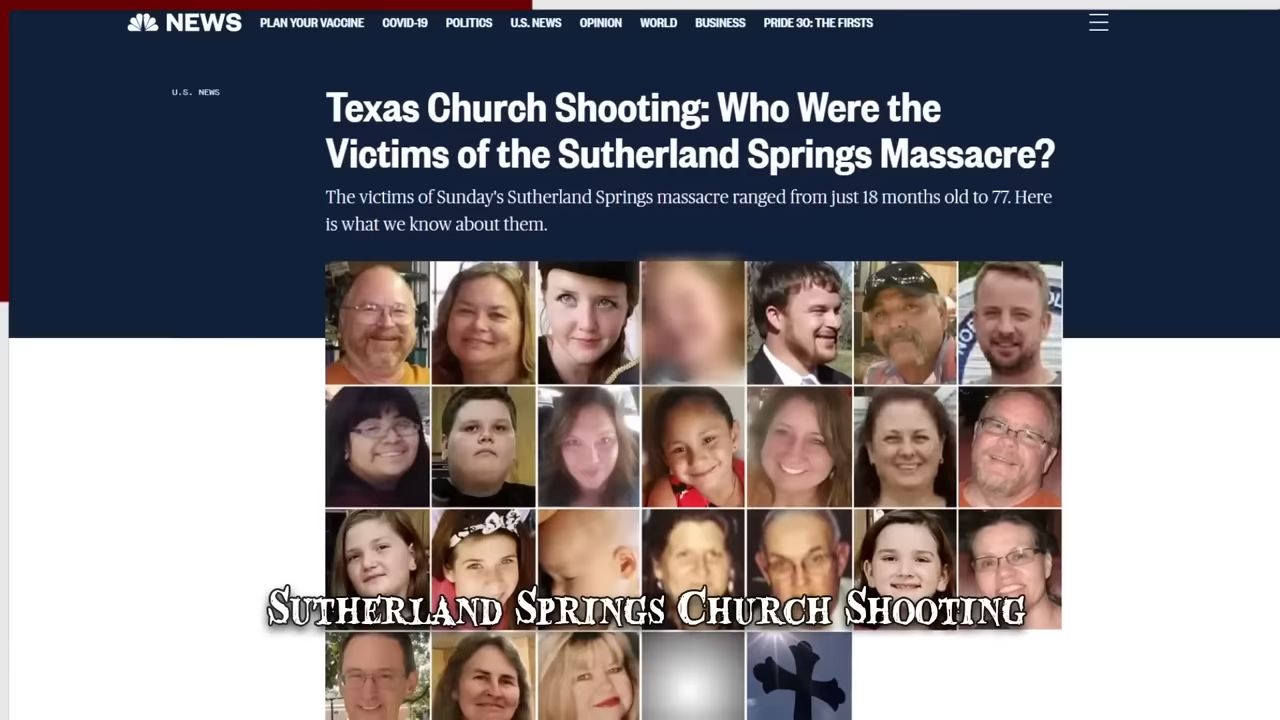 NEWS PLAN YOUR VACCINE COVID-19 POLITICS U.S. NEWS OPINION WORLD BUSINESS PRIDE 30: THE FIRSTS
U.S. NEWS
Texas Church Shooting: Who Were the
Victims of the Sutherland Springs Massacre?
The victims of Sunday's Sutherland Springs massacre ranged from just 18 months old to 77. Here
is what we know about them.
Sutherland Springs Church Shooting